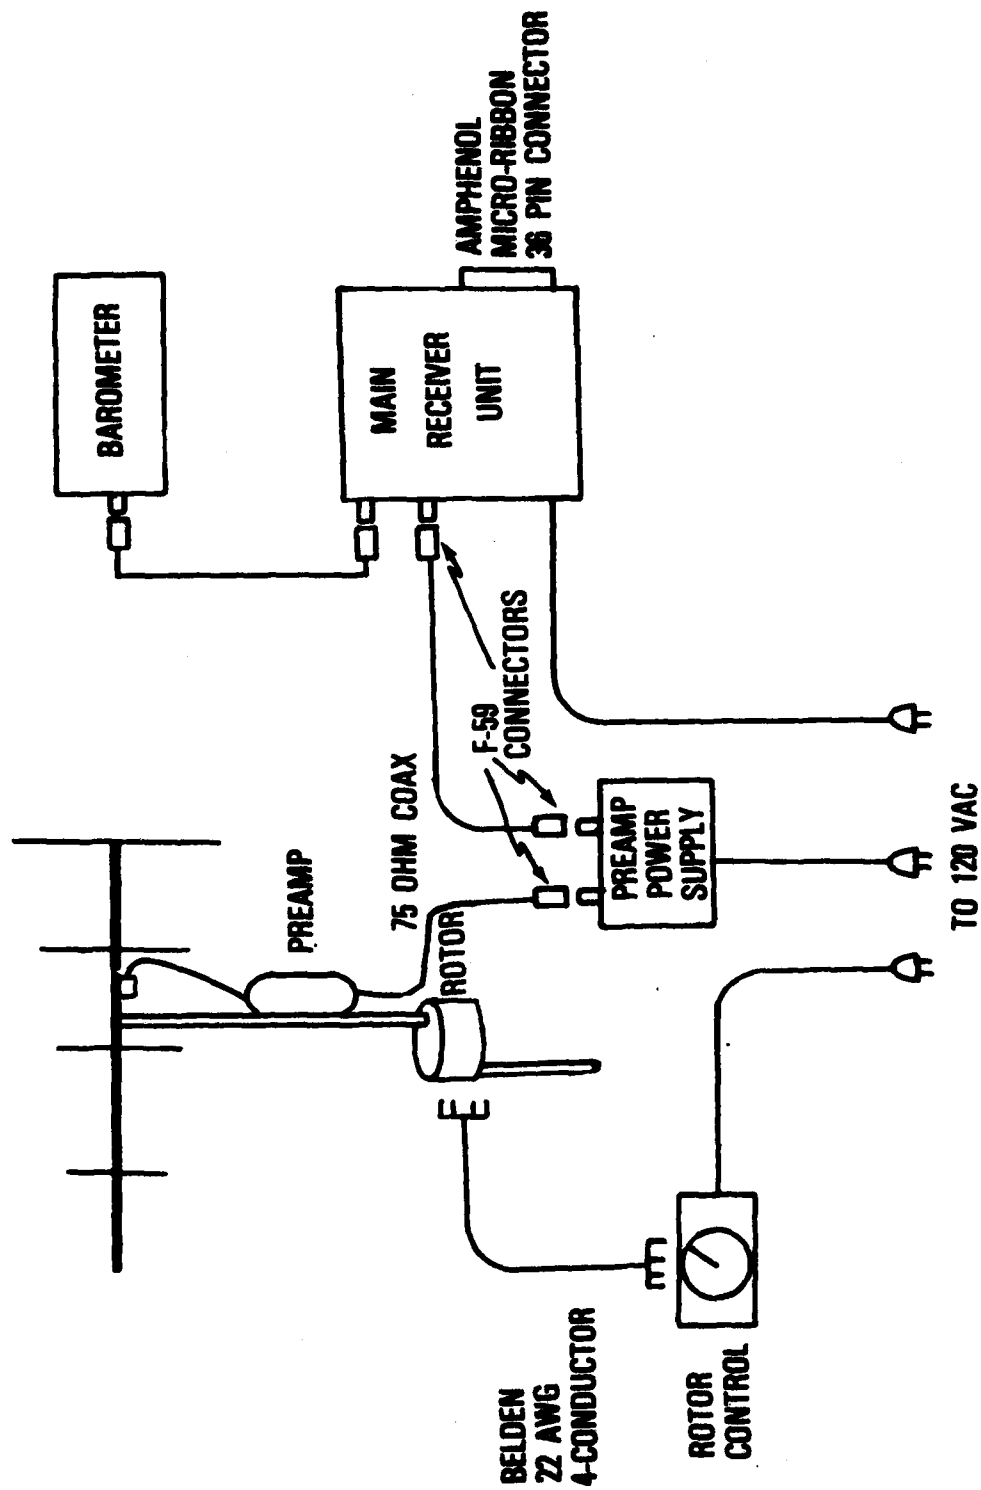 PREAMP
75 OHM COAX
ROTOR
BAROMETER
MAIN
RECEIVER
UNIT
AMPHENOL
MICRO-RIBBON
36 PIN CONNECTOR
F-59
CONNECTORS
BELDEN
22 AWG
4-CONDUCTOR
PREAMP
POWER
SUPPLY
ROTOR
CONTROL
TO 120 VAC